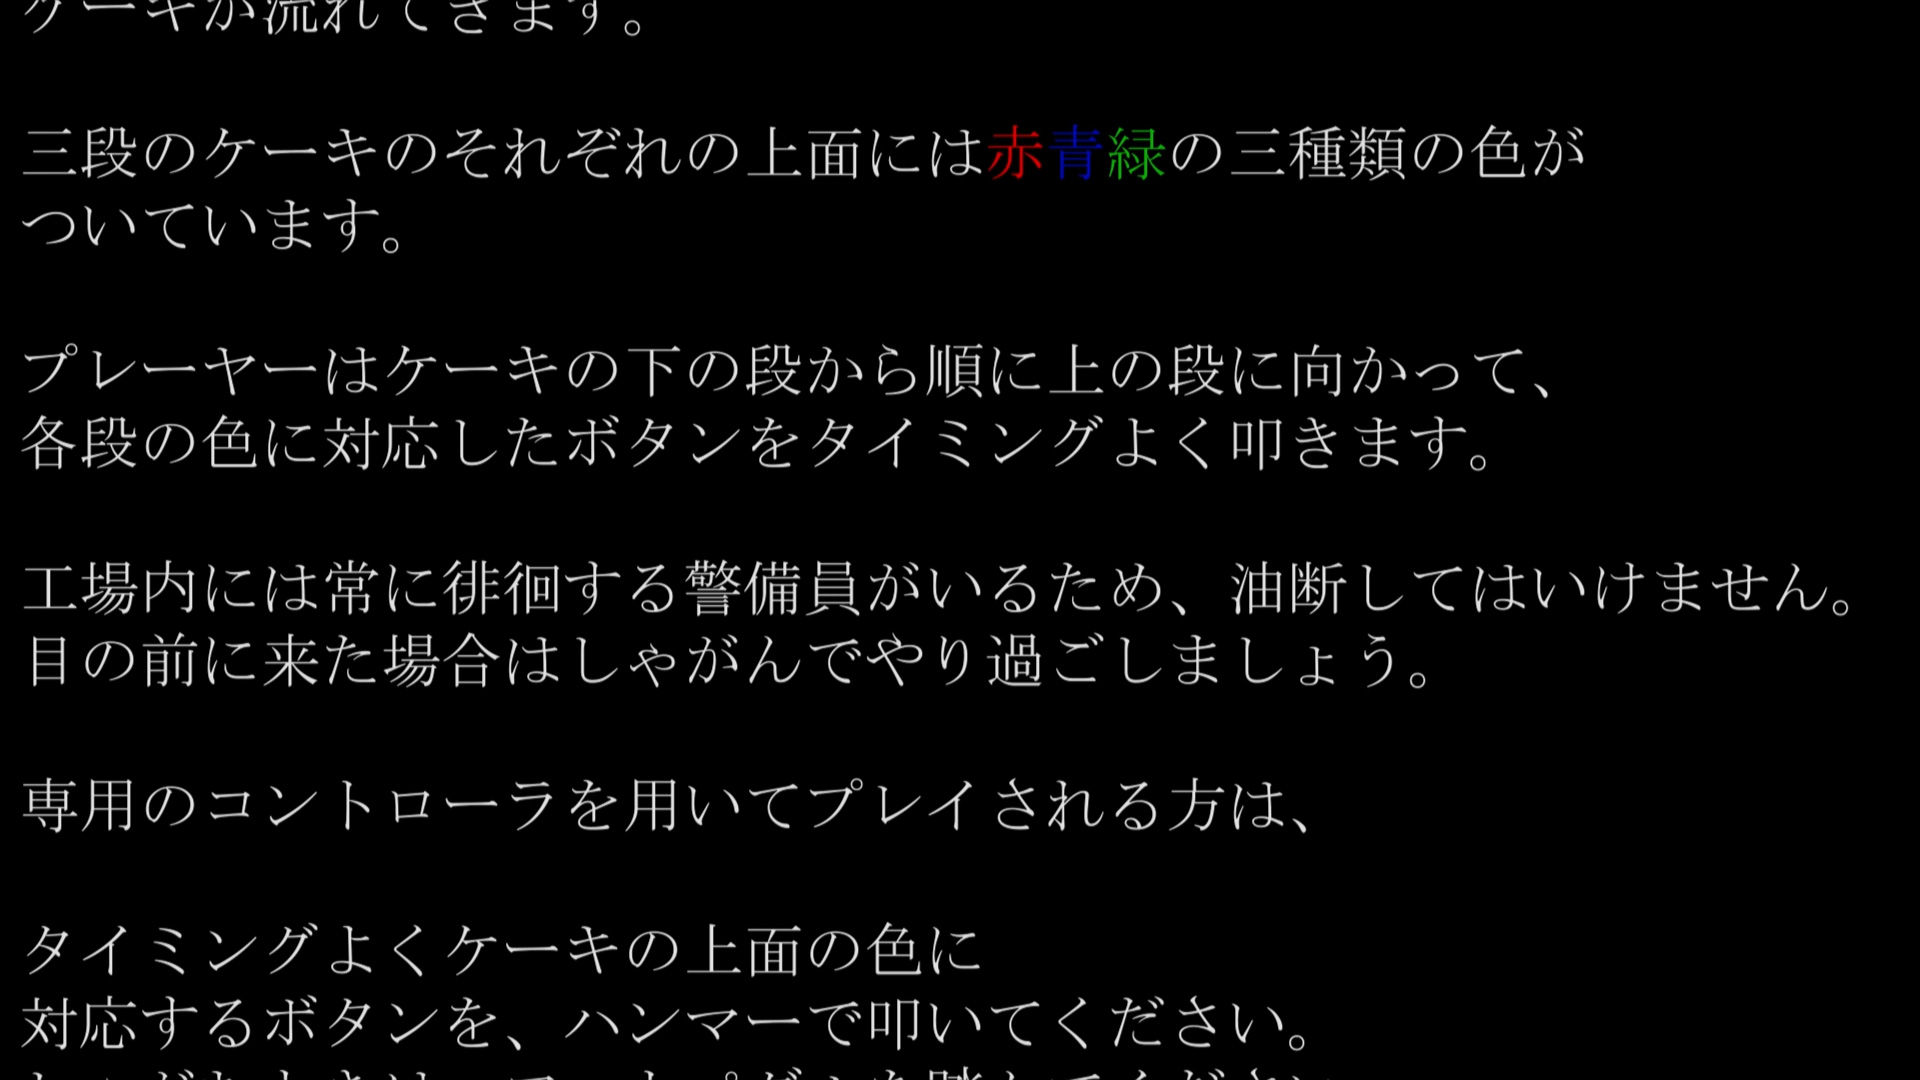 ケーキが流れてきます。
三段のケーキのそれぞれの上面には赤青緑の三種類の色が
ついています。
プレーヤーはケーキの下の段から順に上の段に向かって、
各段の色に対応したボタンをタイミングよく叩きます。
工場内には常に徘徊する警備員がいるため、油断してはいけません。
目の前に来た場合はしゃがんでやり過ごしましょう。
専用のコントローラを用いてプレイされる方は、
タイミングよくケーキの上面の色に
対応するボタンを、ハンマーで叩いてください。